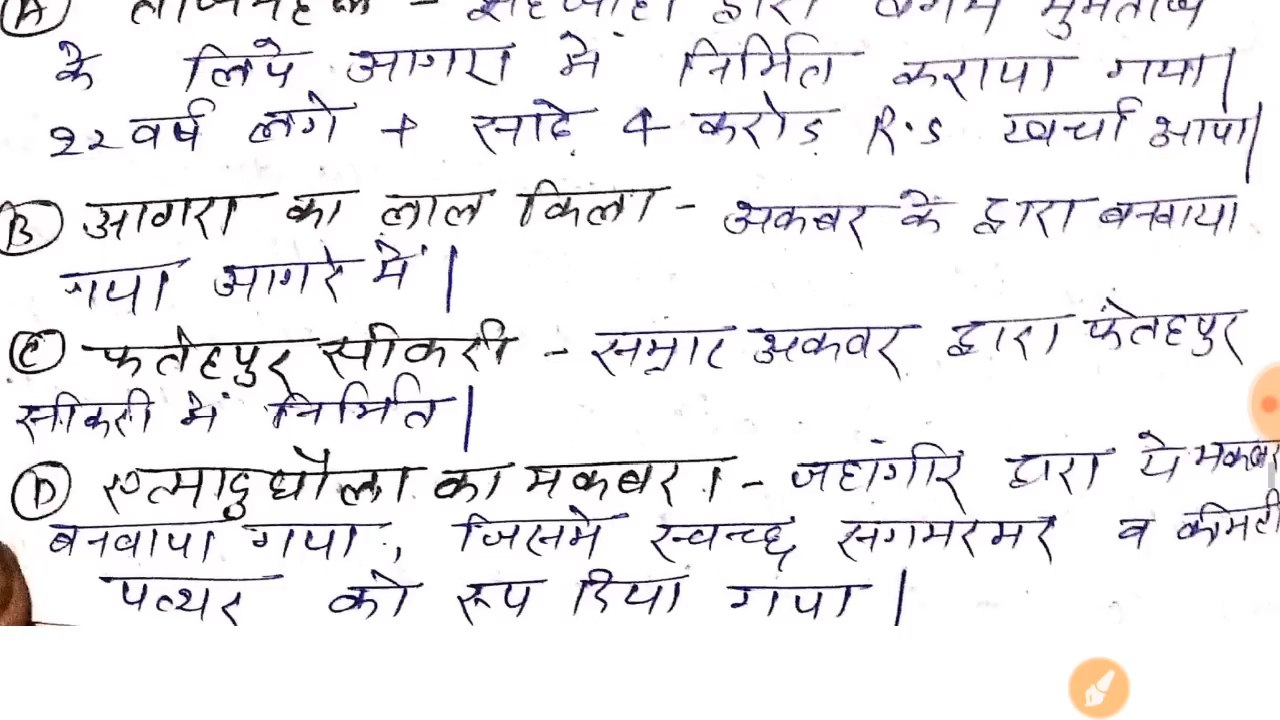 (A) ताजमहल - शाहजहाँ द्वारा बेगम मुमताज
के लिये आगरा में निर्मित कराया गया|
22 वर्ष लगे + साढे 4 करोड़ R.S खर्चा आया|
(B) आगरा का लाल किला - अकबर के द्वारा बनवाया
गया आगरे में|
(C) फतेहपुर सीकरी - सम्राट अकबर द्वारा फतेहपुर
सीकरी में निर्मित|
(D) एत्मादुधौला का मकबरा - जहांगीर द्वारा ये मकबर
बनवाया गया, जिसमे स्वच्छ संगमरमर व कीमती
पत्थर को रूप दिया गया|